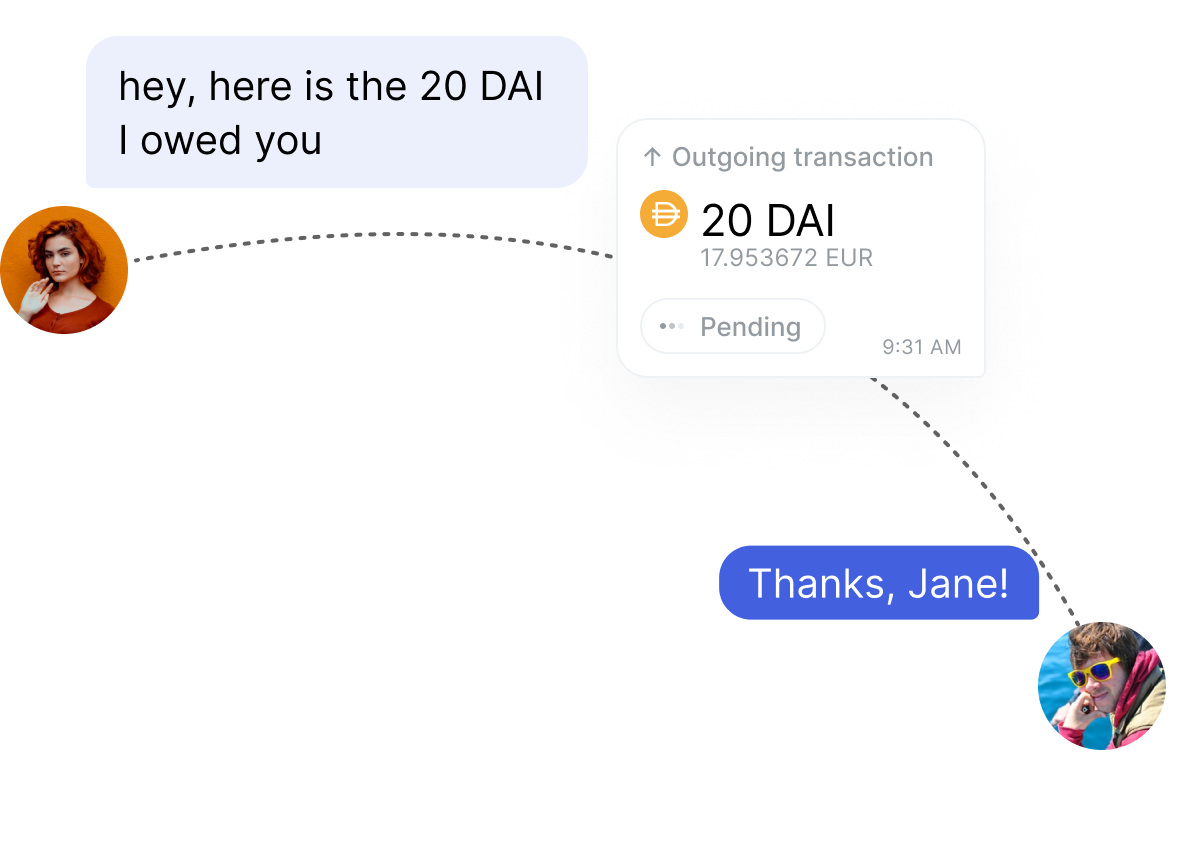 hey, here is the 20 DAI
I owed you
↑ Outgoing transaction
20 DAI
17.953672 EUR
Pending
9:31 AM
Thanks, Jane!